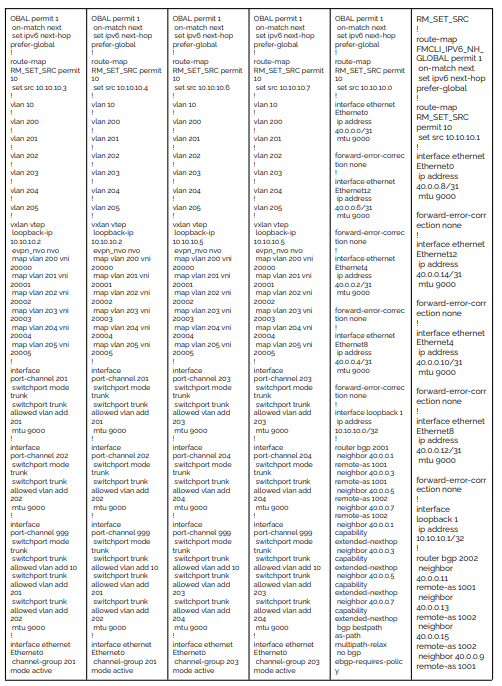 OBAL permit 1
on-match next
set ipv6 next-hop
prefer-global
!
route-map
RM_SET_SRC permit
10
set src 10.10.10.3
!
vlan 10
!
vlan 200
!
vlan 201
!
vlan 202
!
vlan 203
!
vlan 204
!
vlan 205
!
vxlan vtep
loopback-ip
10.10.10.2
evpn_nvo nvo
map vlan 200 vni
20000
map vlan 201 vni
20001
map vlan 202 vni
20002
map vlan 203 vni
20003
map vlan 204 vni
20004
map vlan 205 vni
20005
!
interface
port-channel 201
switchport mode
trunk
switchport trunk
allowed vlan add
201
mtu 9000
!
interface
port-channel 202
switchport mode
trunk
switchport trunk
allowed vlan add
202
mtu 9000
!
interface
port-channel 999
switchport mode
trunk
switchport trunk
allowed vlan add 10
switchport trunk
allowed vlan add
201
switchport trunk
allowed vlan add
202
mtu 9000
!
interface ethernet
Ethernet0
channel-group 201
mode active
OBAL permit 1
on-match next
set ipv6 next-hop
prefer-global
!
route-map
RM_SET_SRC permit
10
set src 10.10.10.4
!
vlan 10
!
vlan 200
!
vlan 201
!
vlan 202
!
vlan 203
!
vlan 204
!
vlan 205
!
vxlan vtep
loopback-ip
10.10.10.2
evpn_nvo nvo
map vlan 200 vni
20000
map vlan 201 vni
20001
map vlan 202 vni
20002
map vlan 203 vni
20003
map vlan 204 vni
20004
map vlan 205 vni
20005
!
interface
port-channel 201
switchport mode
trunk
switchport trunk
allowed vlan add
201
mtu 9000
!
interface
port-channel 202
switchport mode
trunk
switchport trunk
allowed vlan add
202
mtu 9000
!
interface
port-channel 999
switchport mode
trunk
switchport trunk
allowed vlan add 10
switchport trunk
allowed vlan add
201
switchport trunk
allowed vlan add
202
mtu 9000
!
interface ethernet
Ethernet0
channel-group 201
mode active
OBAL permit 1
on-match next
set ipv6 next-hop
prefer-global
!
route-map
RM_SET_SRC permit
10
set src 10.10.10.6
!
vlan 10
!
vlan 200
!
vlan 201
!
vlan 202
!
vlan 203
!
vlan 204
!
vlan 205
!
vxlan vtep
loopback-ip
10.10.10.5
evpn_nvo nvo
map vlan 200 vni
20000
map vlan 201 vni
20001
map vlan 202 vni
20002
map vlan 203 vni
20003
map vlan 204 vni
20004
map vlan 205 vni
20005
!
interface
port-channel 203
switchport mode
trunk
switchport trunk
allowed vlan add
203
mtu 9000
!
interface
port-channel 204
switchport mode
trunk
switchport trunk
allowed vlan add
204
mtu 9000
!
interface
port-channel 999
switchport mode
trunk
switchport trunk
allowed vlan add 10
switchport trunk
allowed vlan add
203
switchport trunk
allowed vlan add
204
mtu 9000
!
interface ethernet
Ethernet0
channel-group 203
mode active
OBAL permit 1
on-match next
set ipv6 next-hop
prefer-global
!
route-map
RM_SET_SRC permit
10
set src 10.10.10.7
!
vlan 10
!
vlan 200
!
vlan 201
!
vlan 202
!
vlan 203
!
vlan 204
!
vlan 205
!
vxlan vtep
loopback-ip
10.10.10.5
evpn_nvo nvo
map vlan 200 vni
20000
map vlan 201 vni
20001
map vlan 202 vni
20002
map vlan 203 vni
20003
map vlan 204 vni
20004
map vlan 205 vni
20005
!
interface
port-channel 203
switchport mode
trunk
switchport trunk
allowed vlan add
203
mtu 9000
!
interface
port-channel 204
switchport mode
trunk
switchport trunk
allowed vlan add
204
mtu 9000
!
interface
port-channel 999
switchport mode
trunk
switchport trunk
allowed vlan add 10
switchport trunk
allowed vlan add
203
switchport trunk
allowed vlan add
204
mtu 9000
!
interface ethernet
Ethernet0
channel-group 203
mode active
OBAL permit 1
on-match next
set ipv6 next-hop
prefer-global
!
route-map
RM_SET_SRC permit
10
set src 10.10.10.0
!
interface ethernet
Ethernet0
ip address
40.0.0.0/31
mtu 9000
forward-error-correc
tion none
!
interface ethernet
Ethernet12
ip address
40.0.0.6/31
mtu 9000
forward-error-correc
tion none
!
interface ethernet
Ethernet4
ip address
40.0.0.2/31
mtu 9000
forward-error-correc
tion none
!
interface ethernet
Ethernet8
ip address
40.0.0.4/31
mtu 9000
forward-error-correc
tion none
!
interface loopback 1
ip address
10.10.10.0/32
!
router bgp 2001
neighbor 40.0.0.1
remote-as 1001
neighbor 40.0.0.3
remote-as 1001
neighbor 40.0.0.5
remote-as 1002
neighbor 40.0.0.7
remote-as 1002
neighbor 40.0.0.1
capability
extended-nexthop
neighbor 40.0.0.3
capability
extended-nexthop
neighbor 40.0.0.5
capability
extended-nexthop
neighbor 40.0.0.7
capability
extended-nexthop
bgp bestpath
as-path
multipath-relax
no bgp
ebgp-requires-polic
y
RM_SET_SRC
!
route-map
FMCLI_IPV6_NH_
GLOBAL permit 1
on-match next
set ipv6 next-hop
prefer-global
!
route-map
RM_SET_SRC
permit 10
set src 10.10.10.1
!
interface ethernet
Ethernet0
ip address
40.0.0.8/31
mtu 9000
forward-error-corr
ection none
!
interface ethernet
Ethernet12
ip address
40.0.0.14/31
mtu 9000
forward-error-corr
ection none
!
interface ethernet
Ethernet4
ip address
40.0.0.10/31
mtu 9000
forward-error-corr
ection none
!
interface ethernet
Ethernet8
ip address
40.0.0.12/31
mtu 9000
forward-error-corr
ection none
!
interface
loopback 1
ip address
10.10.10.1/32
!
router bgp 2002
neighbor
40.0.0.11
remote-as 1001
neighbor
40.0.0.13
remote-as 1002
neighbor
40.0.0.15
remote-as 1002
neighbor 40.0.0.9
remote-as 1001